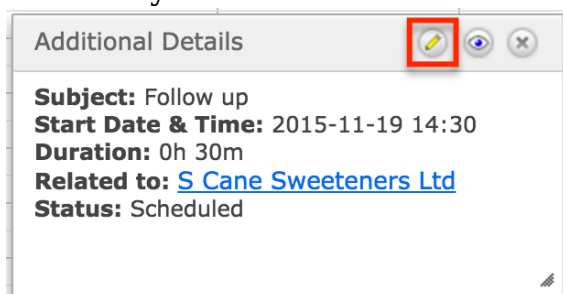 Additional Details
Subject: Follow up
Start Date & Time: 2015-11-19 14:30
Duration: 0h 30m
Related to: S Cane Sweeteners Ltd
Status: Scheduled